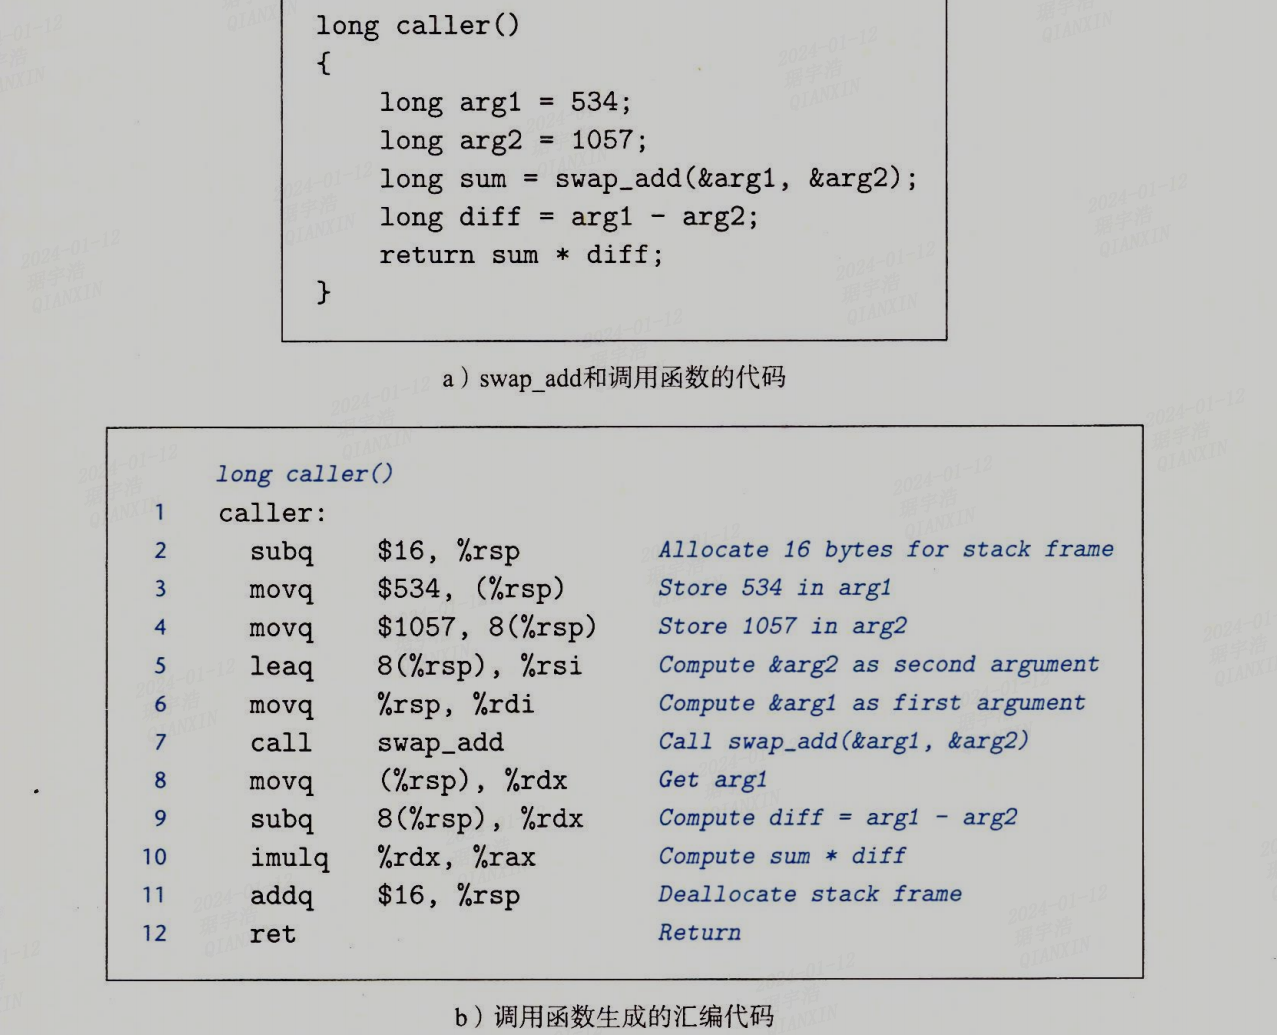 long caller()
{
long arg1 = 534;
long arg2 = 1057;
long sum = swap_add(&arg1, &arg2);
long diff = arg1 - arg2;
return sum * diff;
}
a）swap_add和调用函数的代码
long caller()
1 caller:
2 subq $16, %rsp Allocate 16 bytes for stack frame
3 movq $534, (%rsp) Store 534 in arg1
4 movq $1057, 8(%rsp) Store 1057 in arg2
5 leaq 8(%rsp), %rsi Compute &arg2 as second argument
6 movq %rsp, %rdi Compute &arg1 as first argument
7 call swap_add Call swap_add(&arg1, &arg2)
8 movq (%rsp), %rdx Get arg1
9 subq 8(%rsp), %rdx Compute diff = arg1 - arg2
10 imulq %rdx, %rax Compute sum * diff
11 addq $16, %rsp Deallocate stack frame
12 ret Return
b）调用函数生成的汇编代码